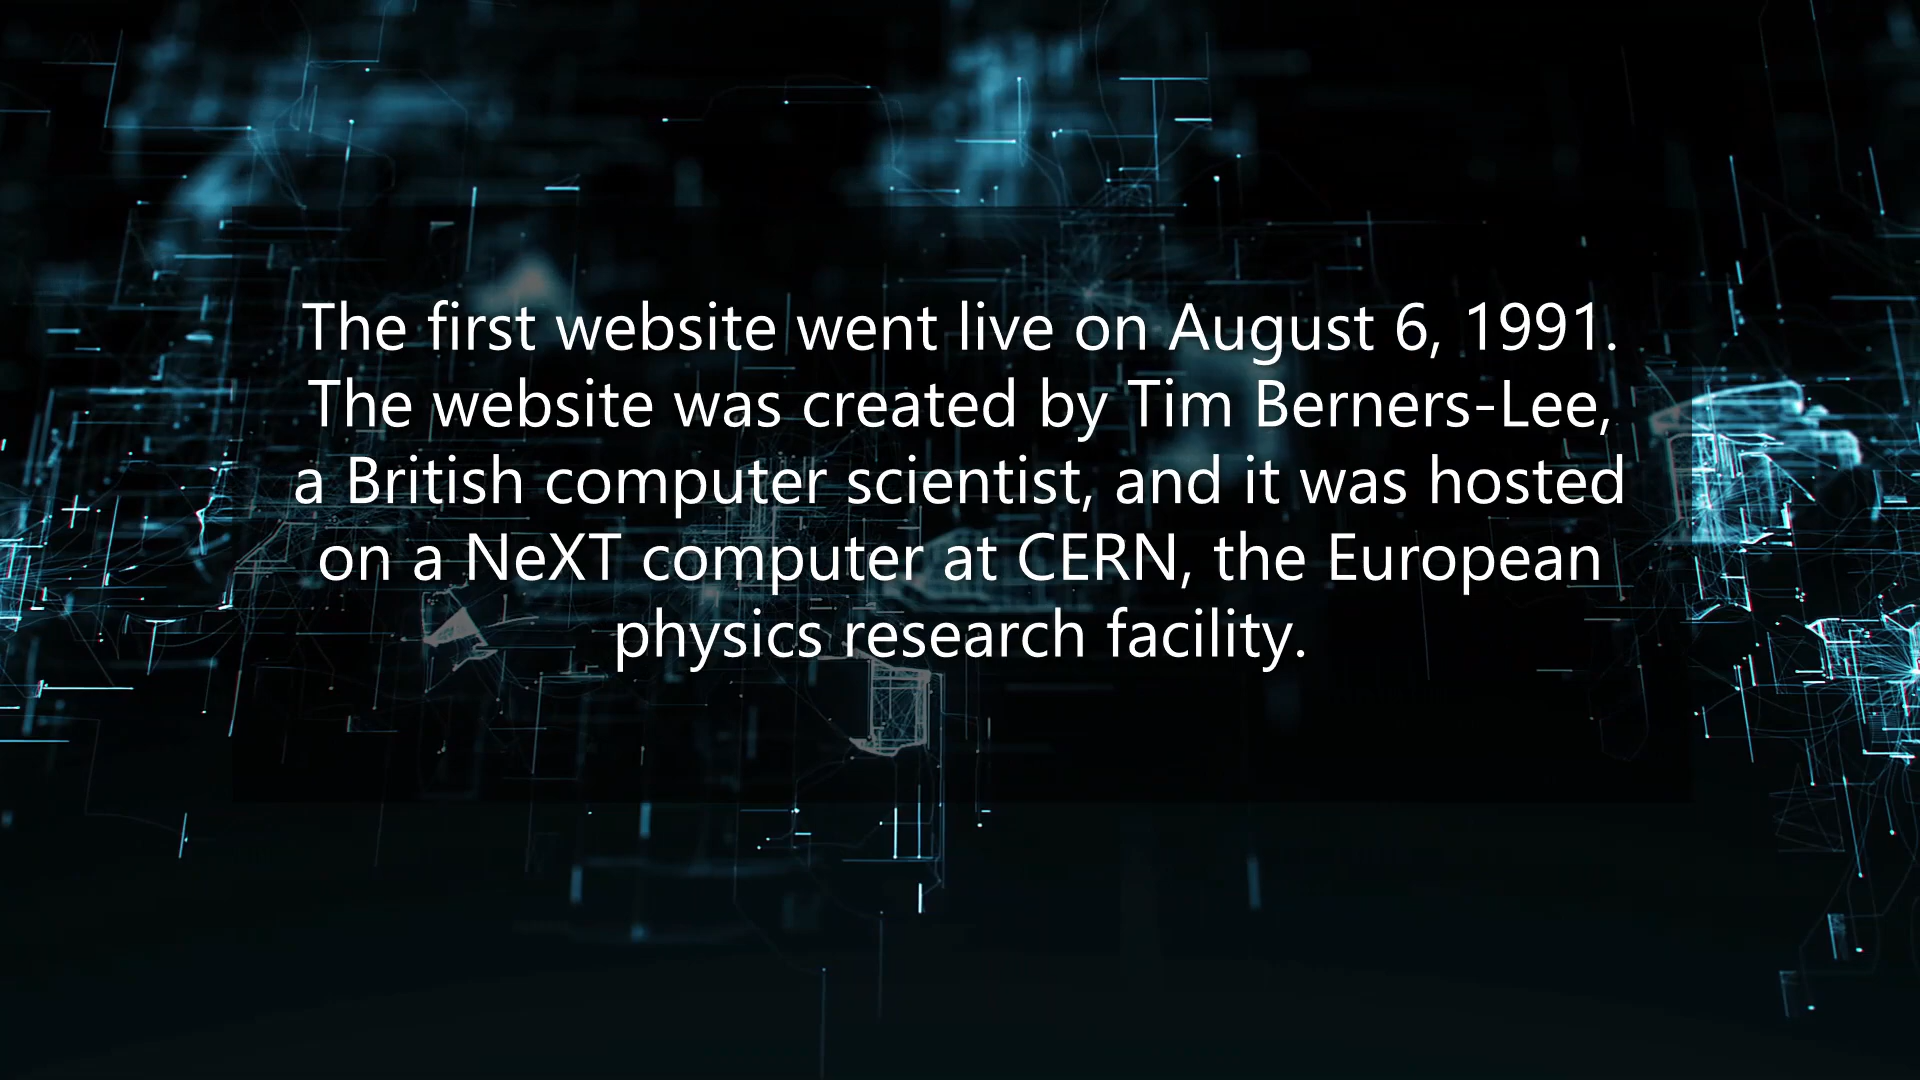 The first website went live on August 6, 1991.
The website was created by Tim Berners-Lee,
a British computer scientist, and it was hosted
on a NeXT computer at CERN, the European
physics research facility.